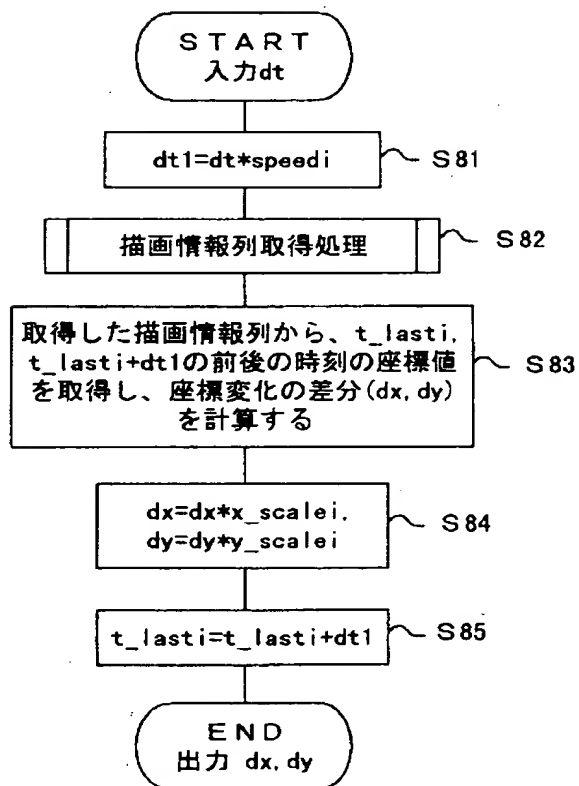 START
入力dt
dt1=dt*speedi
S81
描画情報列取得処理
S82
取得した描画情報列から、t_lasti,
t_lasti+dt1の前後の時刻の座標値
を取得し、座標変化の差分(dx,dy)
を計算する
S83
dx=dx*x_scalei,
dy=dy*y_scalei
S84
t_lasti=t_lasti+dt1
S85
END
出力 dx,dy